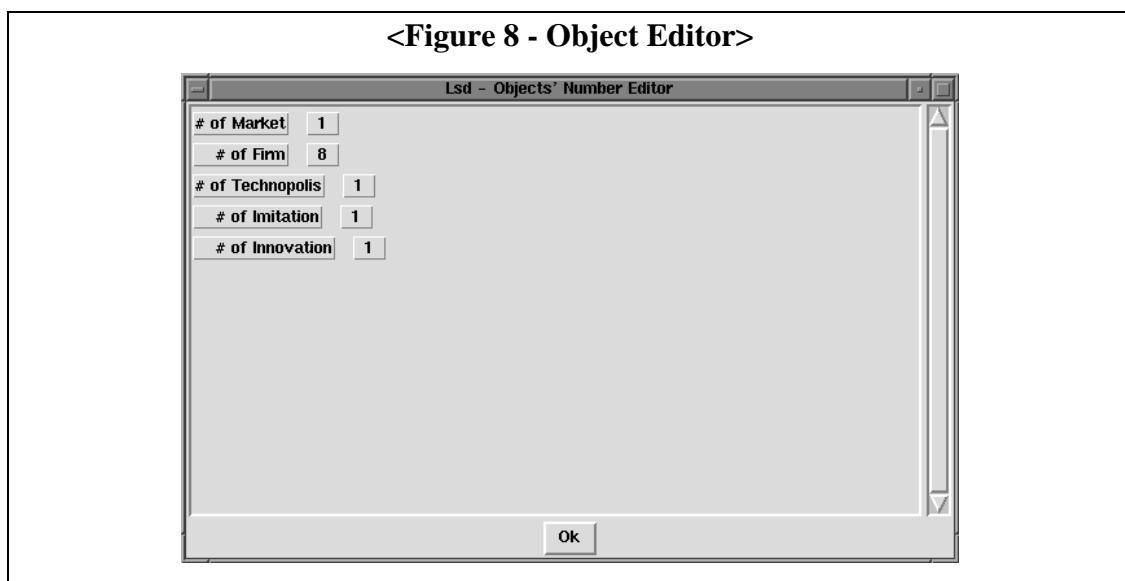 <Figure 8 - Object Editor>
Lsd - Objects' Number Editor
# of Market 1
# of Firm 8
# of Technopolis 1
# of Imitation 1
# of Innovation 1
Ok